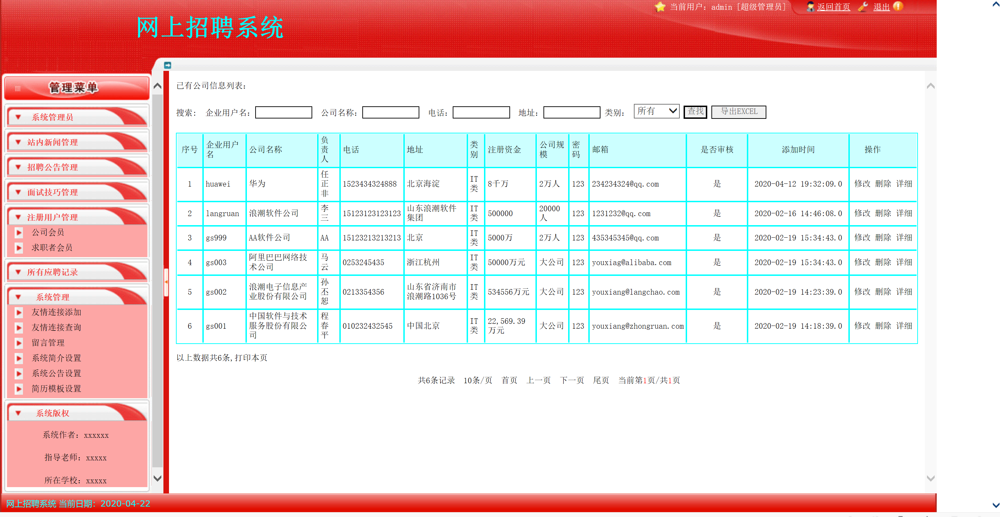 当前用户：admin [超级管理员]
返回首页
退出
网上招聘系统
管理菜单
系统管理员
站内新闻管理
招聘公告管理
面试技巧管理
注册用户管理
公司会员
求职者会员
所有应聘记录
系统管理
友情连接添加
友情连接查询
留言管理
系统简介设置
系统公告设置
简历模板设置
系统版权
系统作者：xxxxxx
指导老师：xxxxx
所在学校：xxxxx
已有公司信息列表：
搜索： 企业用户名： 公司名称： 电话： 地址： 类别： 所有 查找 导出EXCEL
序号 企业用户名 公司名称 负责人 电话 地址 类别 注册资金 公司规模 密码 邮箱 是否审核 添加时间 操作
1 huawei 华为 任正非 1523434324888 北京海淀 IT类 8千万 2万人 123 234234324@qq.com 是 2020-04-12 19:32:09.0 修改 删除 详细
2 langruan 浪潮软件公司 李三 15123123123123 山东浪潮软件集团 IT类 500000 20000人 123 1231232@qq.com 是 2020-02-16 14:46:08.0 修改 删除 详细
3 gs999 AA软件公司 AA 15123213213213 北京 IT类 5000万 2万人 123 435345345@qq.com 是 2020-02-19 15:34:43.0 修改 删除 详细
4 gs003 阿里巴巴网络技术公司 马云 0253245435 浙江杭州 IT类 50000万元 大公司 123 youxiag@alibaba.com 是 2020-02-19 15:34:43.0 修改 删除 详细
5 gs002 浪潮电子信息产业股份有限公司 孙丕恕 0213354356 山东省济南市浪潮路1036号 IT类 534556万元 大公司 123 youxiang@langchao.com 是 2020-02-19 14:23:39.0 修改 删除 详细
6 gs001 中国软件与技术服务股份有限公司 程春平 010232432545 中国北京 IT类 22,569.39万元 大公司 123 youxiang@zhongruan.com 是 2020-02-19 14:18:39.0 修改 删除 详细
以上数据共6条,打印本页
共6条记录 10条/页 首页 上一页 下一页 尾页 当前第1页/共1页
网上招聘系统 当前日期：2020-04-22